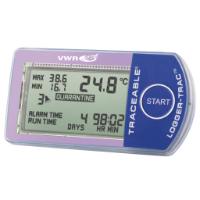 VWR
MAX 38.6
MIN 16.7
24.8 °C
3 QUARANTINE
ALARM TIME
RUN TIME
4 98:02
DAYS HR MIN
START
TRACEABLE®
LOGGER-TRAC™